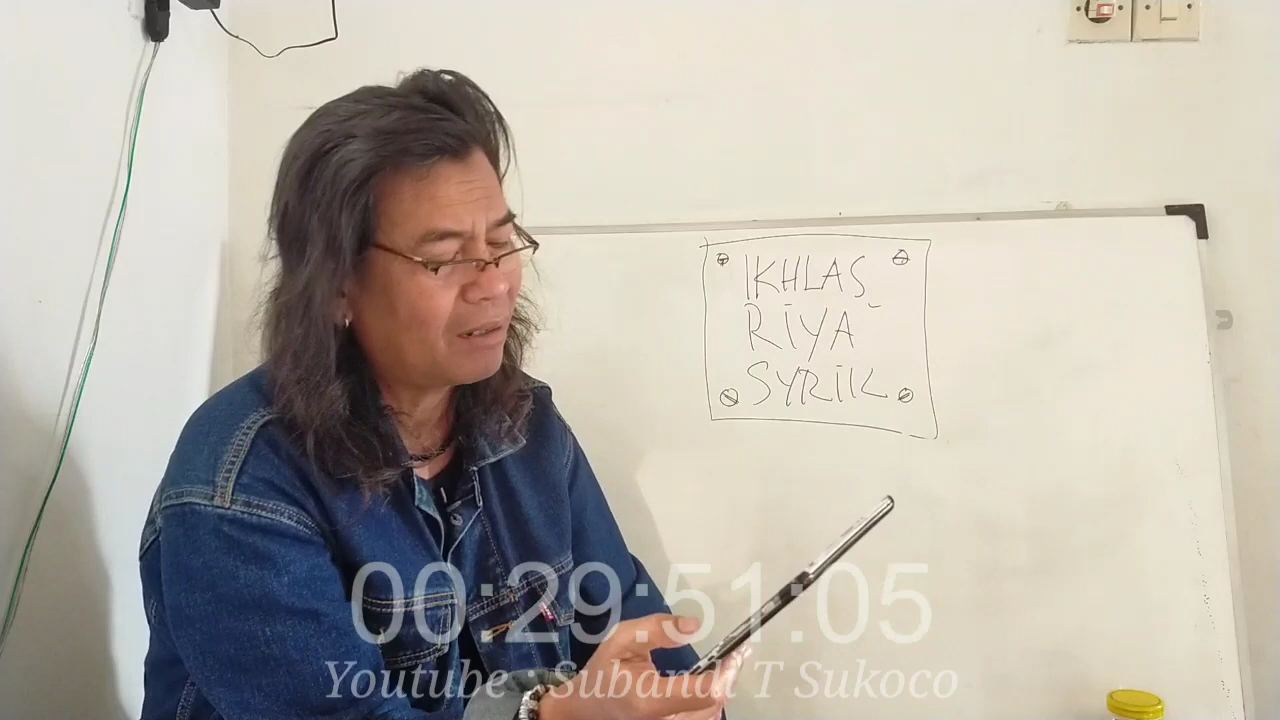 IKHLAS
RIYA
SYRIK
00:29:51:05
Youtube : Subandi T Sukoco